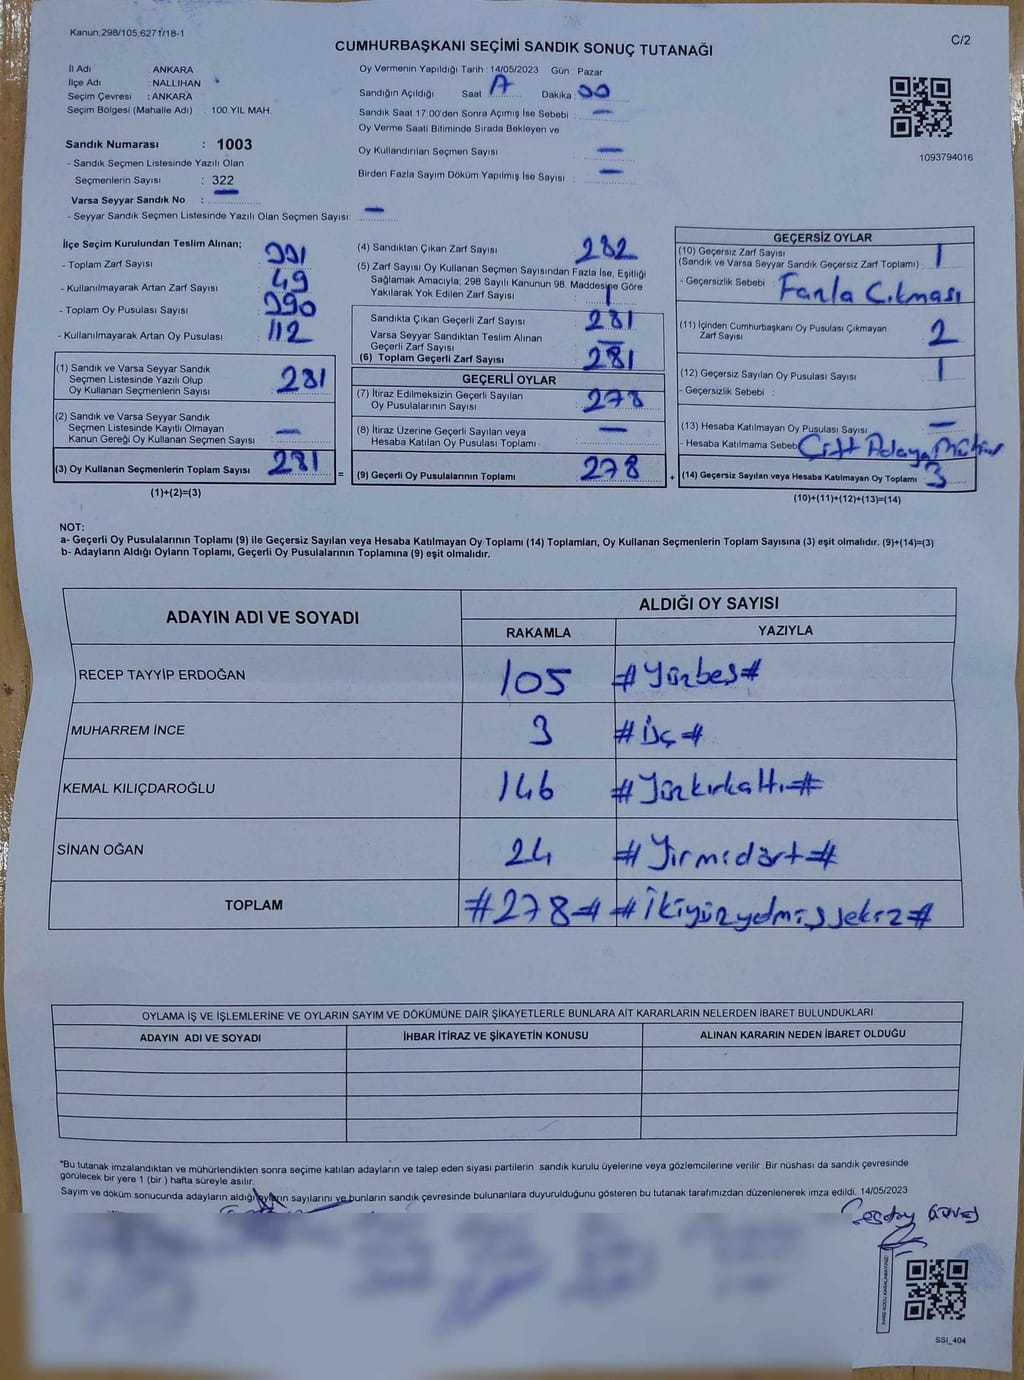 Kanun;298/105,6271/18-1
C/2
CUMHURBAŞKANI SEÇİMİ SANDIK SONUÇ TUTANAĞI
İl Adı ANKARA
İlçe Adı : NALLIHAN
Seçim Çevresi : ANKARA
Seçim Bölgesi (Mahalle Adı) : 100.YIL MAH.
Sandık Numarası : 1003
- Sandık Seçmen Listesinde Yazılı Olan
Seçmenlerin Sayısı : 322
Varsa Seyyar Sandık No : —
- Seyyar Sandık Seçmen Listesinde Yazılı Olan Seçmen Sayısı: —
Oy Vermenin Yapıldığı Tarih : 14/05/2023 Gün : Pazar
Sandığın Açıldığı Saat Dakika : 00
Sandık Saat 17:00'den Sonra Açımış İse Sebebi : —
Oy Verme Saati Bitiminde Sırada Bekleyen ve
Oy Kullandırılan Seçmen Sayısı : —
Birden Fazla Sayım Döküm Yapılmış İse Sayısı : —
1093794016
İlçe Seçim Kurulundan Teslim Alınan;
- Toplam Zarf Sayısı : 331
- Kullanılmayarak Artan Zarf Sayısı : 49
- Toplam Oy Pusulası Sayısı : 390
- Kullanılmayarak Artan Oy Pusulası : 112
(1) Sandık ve Varsa Seyyar Sandık
Seçmen Listesinde Yazılı Olup
Oy Kullanan Seçmenlerin Sayısı 281
(2) Sandık ve Varsa Seyyar Sandık
Seçmen Listesinde Kayıtlı Olmayan
Kanun Gereği Oy Kullanan Seçmen Sayısı —
(3) Oy Kullanan Seçmenlerin Toplam Sayısı 281 =
(1)+(2)=(3)
(4) Sandıktan Çıkan Zarf Sayısı 282
(5) Zarf Sayısı Oy Kullanan Seçmen Sayısından Fazla İse, Eşitliği
Sağlamak Amacıyla; 298 Sayılı Kanunun 98. Maddesine Göre
Yakılarak Yok Edilen Zarf Sayısı : 1
Sandıkta Çıkan Geçerli Zarf Sayısı : 281
Varsa Seyyar Sandıktan Teslim Alınan
Geçerli Zarf Sayısı : —
(6) Toplam Geçerli Zarf Sayısı : 281
GEÇERLİ OYLAR
(7) İtiraz Edilmeksizin Geçerli Sayılan
Oy Pusulalarının Sayısı : 278
(8) İtiraz Üzerine Geçerli Sayılan veya
Hesaba Katılan Oy Pusulası Toplamı : —
(9) Geçerli Oy Pusulalarının Toplamı : 278 +
GEÇERSİZ OYLAR
(10) Geçersiz Zarf Sayısı
(Sandık ve Varsa Seyyar Sandık Geçersiz Zarf Toplamı) : 1
- Geçersizlik Sebebi : Fazla Çıkması
(11) İçinden Cumhurbaşkanı Oy Pusulası Çıkmayan
Zarf Sayısı : 2
(12) Geçersiz Sayılan Oy Pusulası Sayısı : 1
- Geçersizlik Sebebi :
(13) Hesaba Katılmayan Oy Pusulası Sayısı : —
- Hesaba Katılmama Sebebi Çift Adaya Mühür
(14) Geçersiz Sayılan veya Hesaba Katılmayan Oy Toplamı : 3
(10)+(11)+(12)+(13)=(14)
NOT:
a- Geçerli Oy Pusulalarının Toplamı (9) ile Geçersiz Sayılan veya Hesaba Katılmayan Oy Toplamı (14) Toplamları, Oy Kullanan Seçmenlerin Toplam Sayısına (3) eşit olmalıdır. (9)+(14)=(3)
b- Adayların Aldığı Oyların Toplamı, Geçerli Oy Pusulalarının Toplamına (9) eşit olmalıdır.
ADAYIN ADI VE SOYADI
ALDIĞI OY SAYISI
RAKAMLA YAZIYLA
RECEP TAYYİP ERDOĞAN 105 # Yüzbeş #
MUHARREM İNCE 3 # Üç #
KEMAL KILIÇDAROĞLU 146 # Yüzkırkaltı #
SİNAN OĞAN 24 # Yirmidört #
TOPLAM # 278 # # İkiyüzyetmişsekiz #
OYLAMA İŞ VE İŞLEMLERİNE VE OYLARIN SAYIM VE DÖKÜMÜNE DAİR ŞİKAYETLERLE BUNLARA AİT KARARLARIN NELERDEN İBARET BULUNDUKLARI
ADAYIN ADI VE SOYADI İHBAR İTİRAZ VE ŞİKAYETİN KONUSU ALINAN KARARIN NEDEN İBARET OLDUĞU
*Bu tutanak imzalandıktan ve mühürlendikten sonra seçime katılan adayların ve talep eden siyasi partilerin sandık kurulu üyelerine veya gözlemcilerine verilir .Bir nüshası da sandık çevresinde
görülecek bir yere 1 (bir ) hafta süreyle asılır.
Sayım ve döküm sonucunda adayların aldığı oyların sayılarını ve bunların sandık çevresinde bulunanlara duyurulduğunu gösteren bu tutanak tarafımızdan düzenlenerek imza edildi. 14/05/2023
KARE KODU KARALAMAYINIZ!
SSI_404